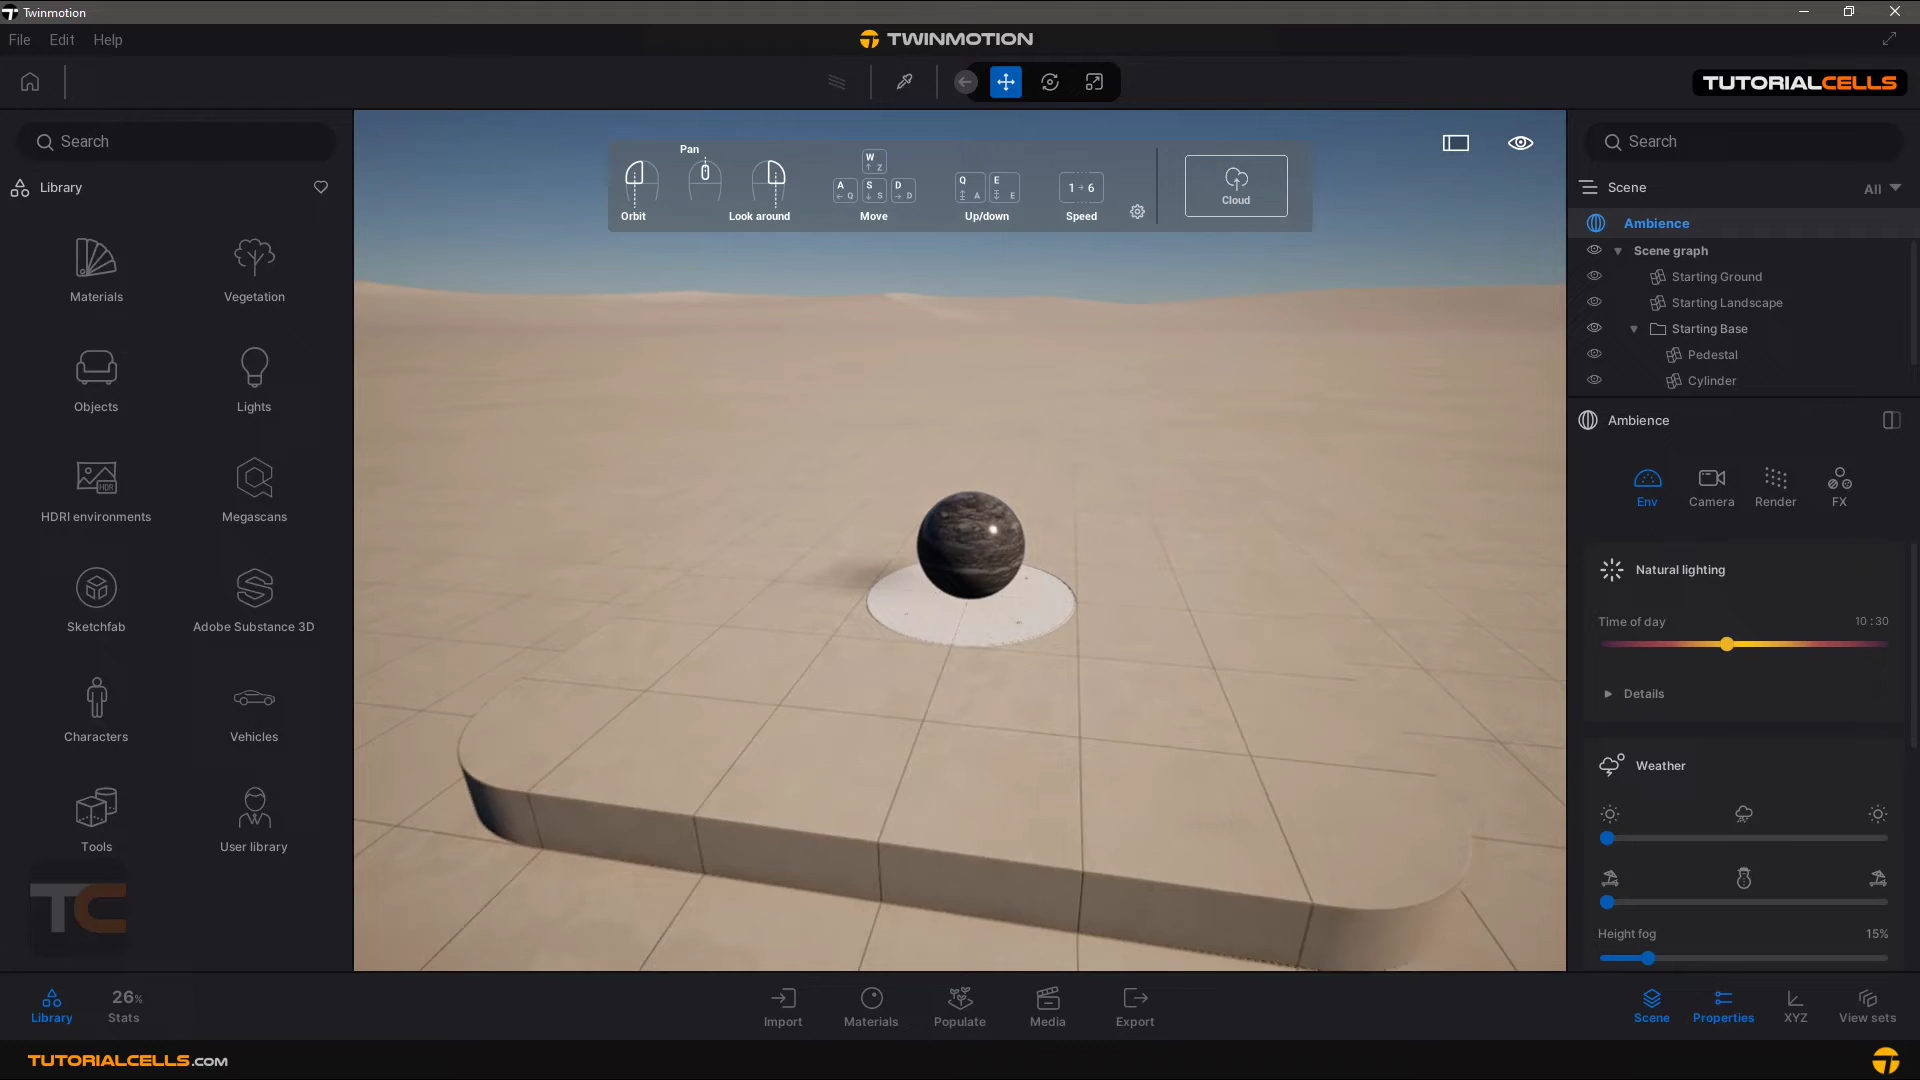 Twinmotion
File Edit Help
TWINMOTION
TUTORIALCELLS
Search
Library
Materials
Vegetation
Objects
Lights
HDR
HDRI environments
Megascans
Sketchfab
Adobe Substance 3D
Characters
Vehicles
Tools
User library
TC
Orbit
Pan
Look around
W
Z
A
Q
S
S
D
D
Move
Q
A
E
E
Up/down
1 → 6
Speed
Cloud
Search
Scene
All
Ambience
Scene graph
Starting Ground
Starting Landscape
Starting Base
Pedestal
Cylinder
Ambience
Env
Camera
Render
FX
Natural lighting
Time of day 10:30
Details
Weather
Height fog 15%
Library
26%
Stats
Import
Materials
Populate
Media
Export
Scene
Properties
XYZ
View sets
TUTORIALCELLS.COM